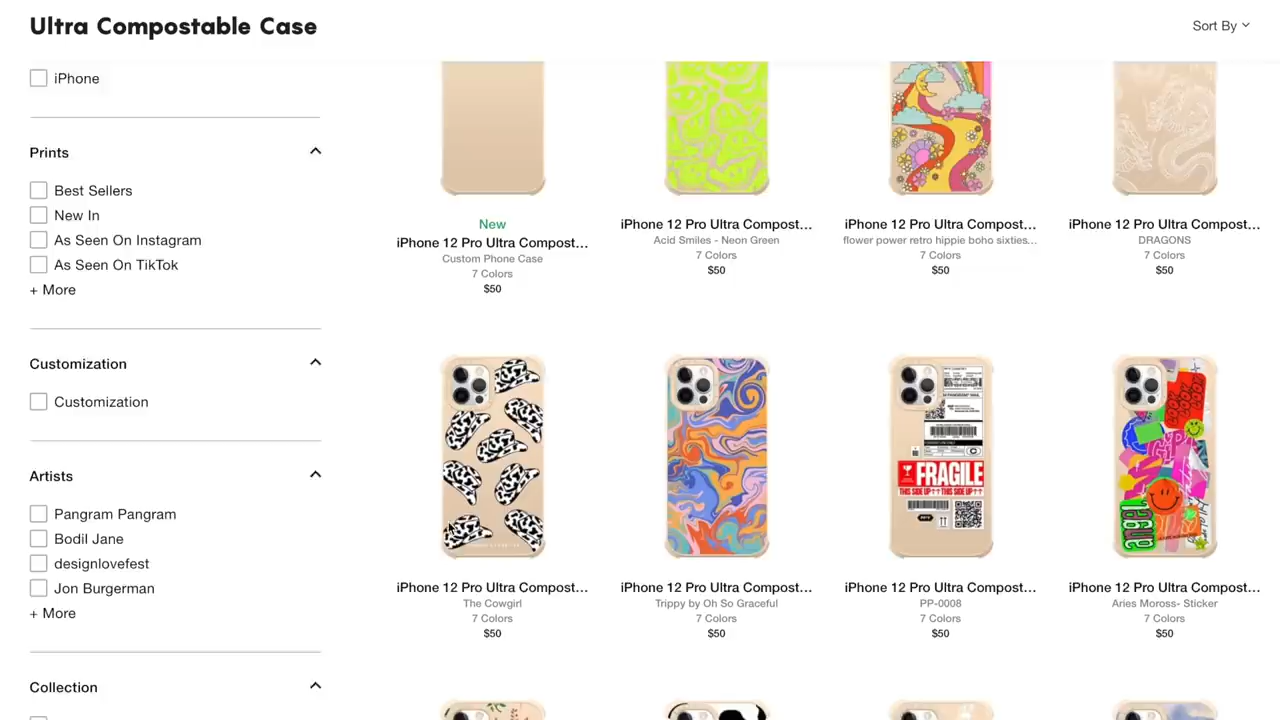 Ultra Compostable Case
Sort By
iPhone
Prints
Best Sellers
New In
As Seen On Instagram
As Seen On TikTok
+ More
Customization
Customization
Artists
Pangram Pangram
Bodil Jane
designlovefest
Jon Burgerman
+ More
Collection
New
iPhone 12 Pro Ultra Compost...
Custom Phone Case
7 Colors
$50
iPhone 12 Pro Ultra Compost...
Acid Smiles - Neon Green
7 Colors
$50
iPhone 12 Pro Ultra Compost...
flower power retro hippie boho sixties...
7 Colors
$50
iPhone 12 Pro Ultra Compost...
DRAGONS
7 Colors
$50
iPhone 12 Pro Ultra Compost...
The Cowgirl
7 Colors
$50
iPhone 12 Pro Ultra Compost...
Trippy by Oh So Graceful
7 Colors
$50
FRAGILE
THIS SIDE UP↑↑THIS SIDE UP↑↑
iPhone 12 Pro Ultra Compost...
PP-0008
7 Colors
$50
iPhone 12 Pro Ultra Compost...
Aries Moross- Sticker
7 Colors
$50